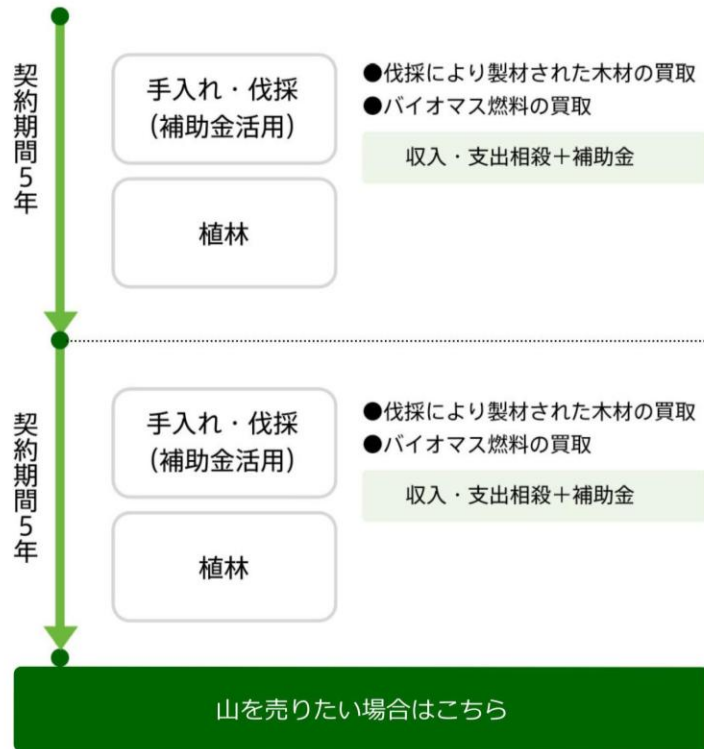 契約期間5年
手入れ・伐採
(補助金活用)
●伐採により製材された木材の買取
●バイオマス燃料の買取
収入・支出相殺＋補助金
植林
契約期間5年
手入れ・伐採
(補助金活用)
●伐採により製材された木材の買取
●バイオマス燃料の買取
収入・支出相殺＋補助金
植林
山を売りたい場合はこちら